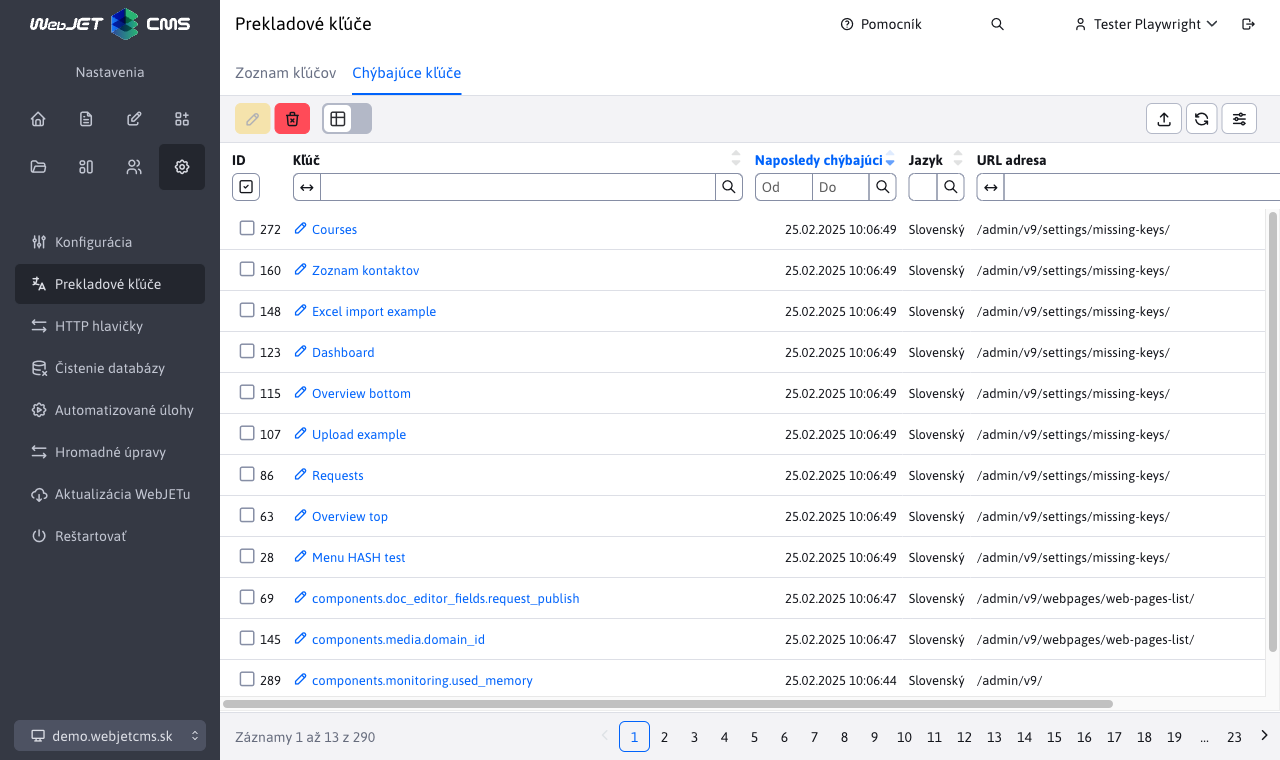 WebJET CMS
Prekladové kľúče
Pomocník
Tester Playwright
Nastavenia
Zoznam kľúčov
Chýbajúce kľúče
ID
Kľúč
Naposledy chýbajúci
Jazyk
URL adresa
Od
Do
272 Courses 25.02.2025 10:06:49 Slovenský /admin/v9/settings/missing-keys/
160 Zoznam kontaktov 25.02.2025 10:06:49 Slovenský /admin/v9/settings/missing-keys/
148 Excel import example 25.02.2025 10:06:49 Slovenský /admin/v9/settings/missing-keys/
123 Dashboard 25.02.2025 10:06:49 Slovenský /admin/v9/settings/missing-keys/
115 Overview bottom 25.02.2025 10:06:49 Slovenský /admin/v9/settings/missing-keys/
107 Upload example 25.02.2025 10:06:49 Slovenský /admin/v9/settings/missing-keys/
86 Requests 25.02.2025 10:06:49 Slovenský /admin/v9/settings/missing-keys/
63 Overview top 25.02.2025 10:06:49 Slovenský /admin/v9/settings/missing-keys/
28 Menu HASH test 25.02.2025 10:06:49 Slovenský /admin/v9/settings/missing-keys/
69 components.doc_editor_fields.request_publish 25.02.2025 10:06:47 Slovenský /admin/v9/webpages/web-pages-list/
145 components.media.domain_id 25.02.2025 10:06:47 Slovenský /admin/v9/webpages/web-pages-list/
289 components.monitoring.used_memory 25.02.2025 10:06:44 Slovenský /admin/v9/
Konfigurácia
Prekladové kľúče
HTTP hlavičky
Čistenie databázy
Automatizované úlohy
Hromadné úpravy
Aktualizácia WebJETu
Reštartovať
demo.webjetcms.sk
Záznamy 1 až 13 z 290
1 2 3 4 5 6 7 8 9 10 11 12 13 14 15 16 17 18 19 ... 23